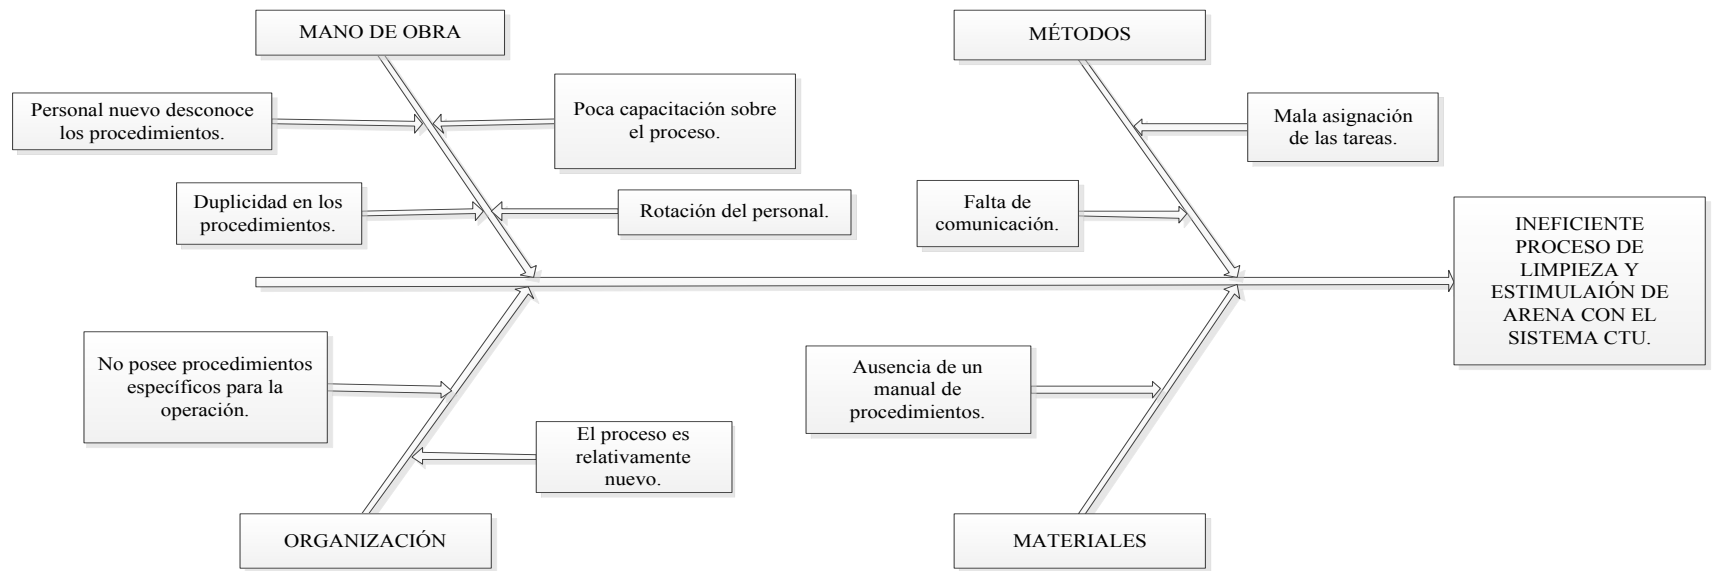 MANO DE OBRA
MÉTODOS
Personal nuevo desconoce
los procedimientos.
Poca capacitación sobre
el proceso.
Mala asignación
de las tareas.
Duplicidad en los
procedimientos.
Rotación del personal.
Falta de
comunicación.
INEFICIENTE
PROCESO DE
LIMPIEZA Y
ESTIMULAIÓN DE
ARENA CON EL
SISTEMA CTU.
No posee procedimientos
específicos para la
operación.
Ausencia de un
manual de
procedimientos.
El proceso es
relativamente
nuevo.
ORGANIZACIÓN
MATERIALES